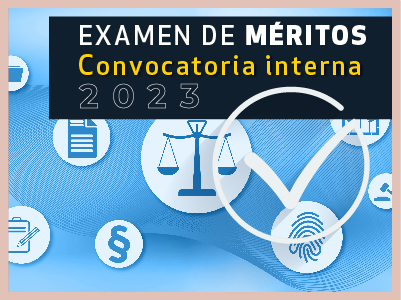 EXAMEN DE MÉRITOS
Convocatoria interna
2023
§